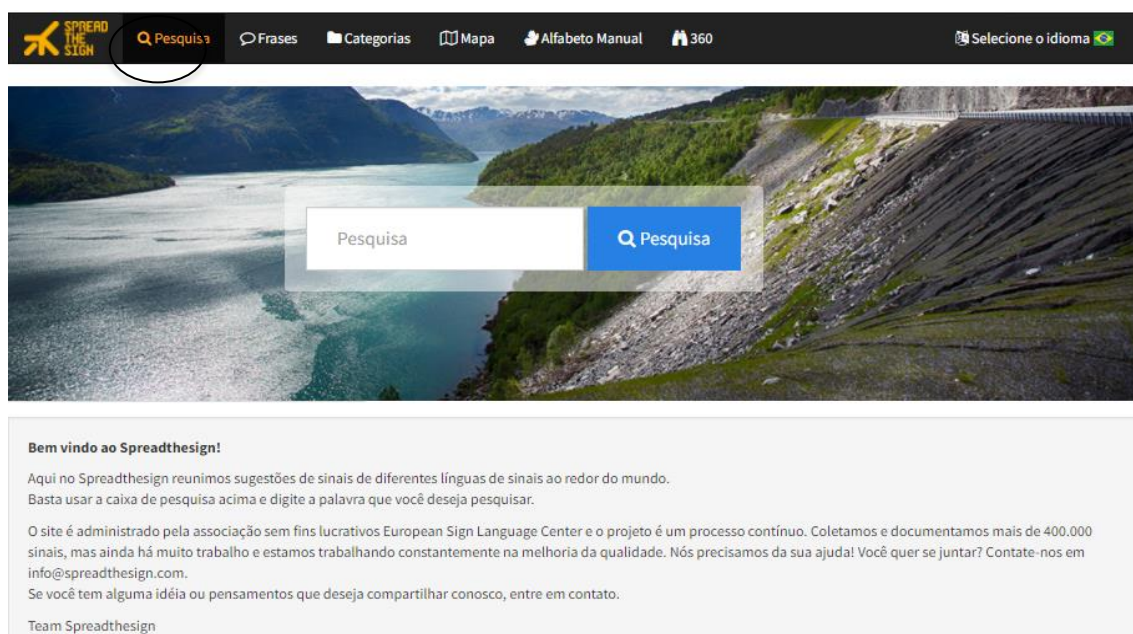 SPREAD
THE
SIGN
Pesquisa
Frases
Categorias
Mapa
Alfabeto Manual
360
Selecione o idioma
Pesquisa
Pesquisa
Bem vindo ao Spreadthesign!
Aqui no Spreadthesign reunimos sugestões de sinais de diferentes línguas de sinais ao redor do mundo.
Basta usar a caixa de pesquisa acima e digite a palavra que você deseja pesquisar.
O site é administrado pela associação sem fins lucrativos European Sign Language Center e o projeto é um processo contínuo. Coletamos e documentamos mais de 400.000
sinais, mas ainda há muito trabalho e estamos trabalhando constantemente na melhoria da qualidade. Nós precisamos da sua ajuda! Você quer se juntar? Contate-nos em
info@spreadthesign.com.
Se você tem alguma idéia ou pensamentos que deseja compartilhar conosco, entre em contato.
Team Spreadthesign